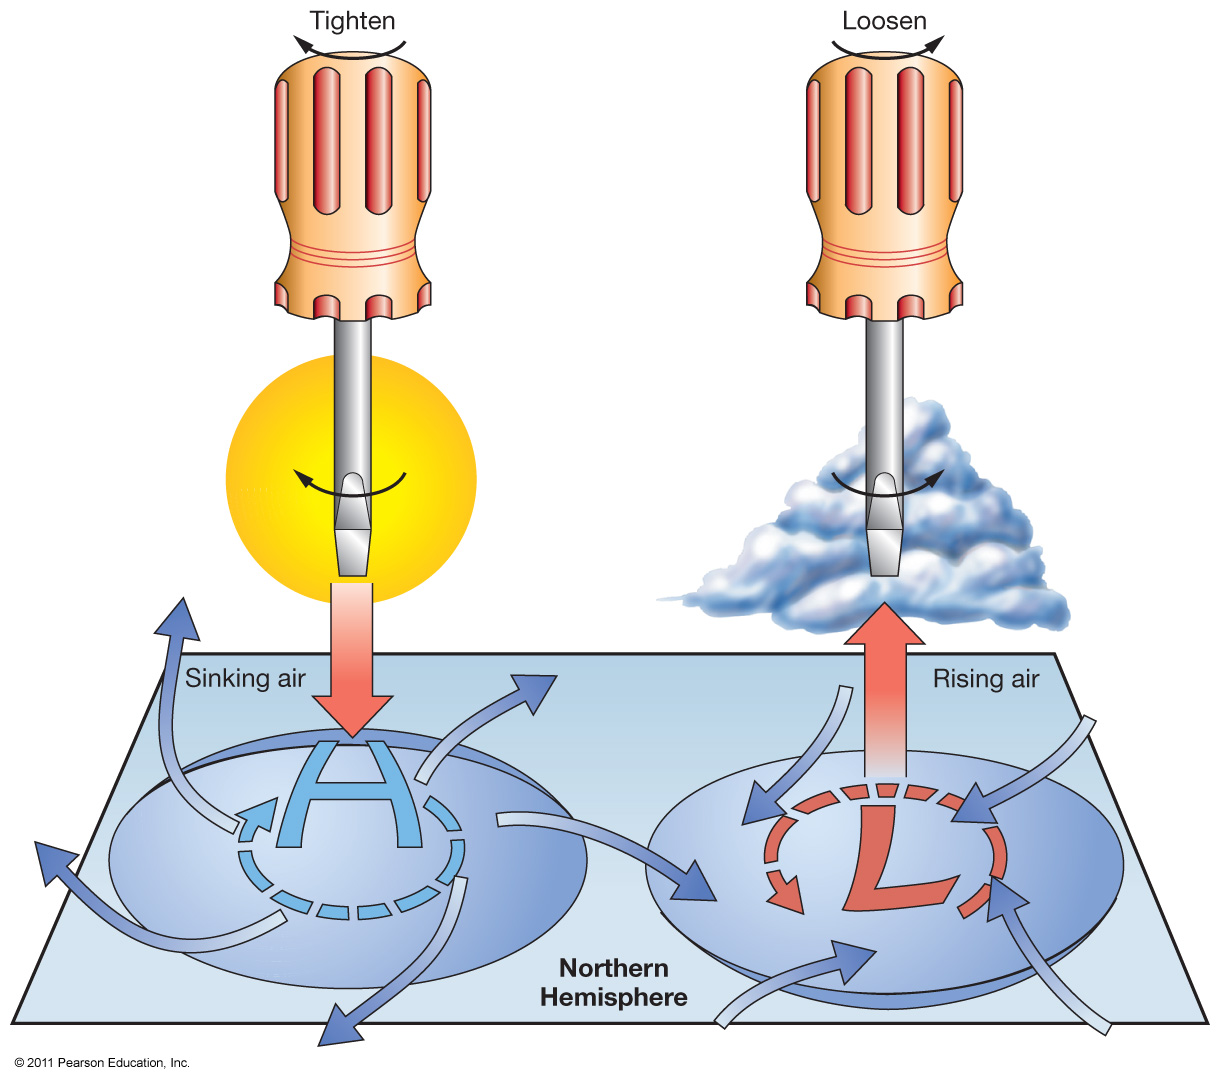 Tighten
Loosen
Sinking air
Rising air
A
L
Northern
Hemisphere
© 2011 Pearson Education, Inc.